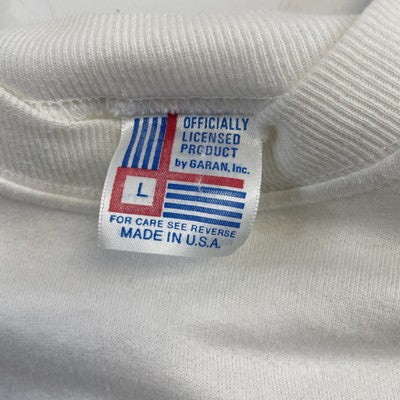 OFFICIALLY
LICENSED
PRODUCT
by GARAN, Inc.
L
FOR CARE SEE REVERSE
MADE IN U.S.A.